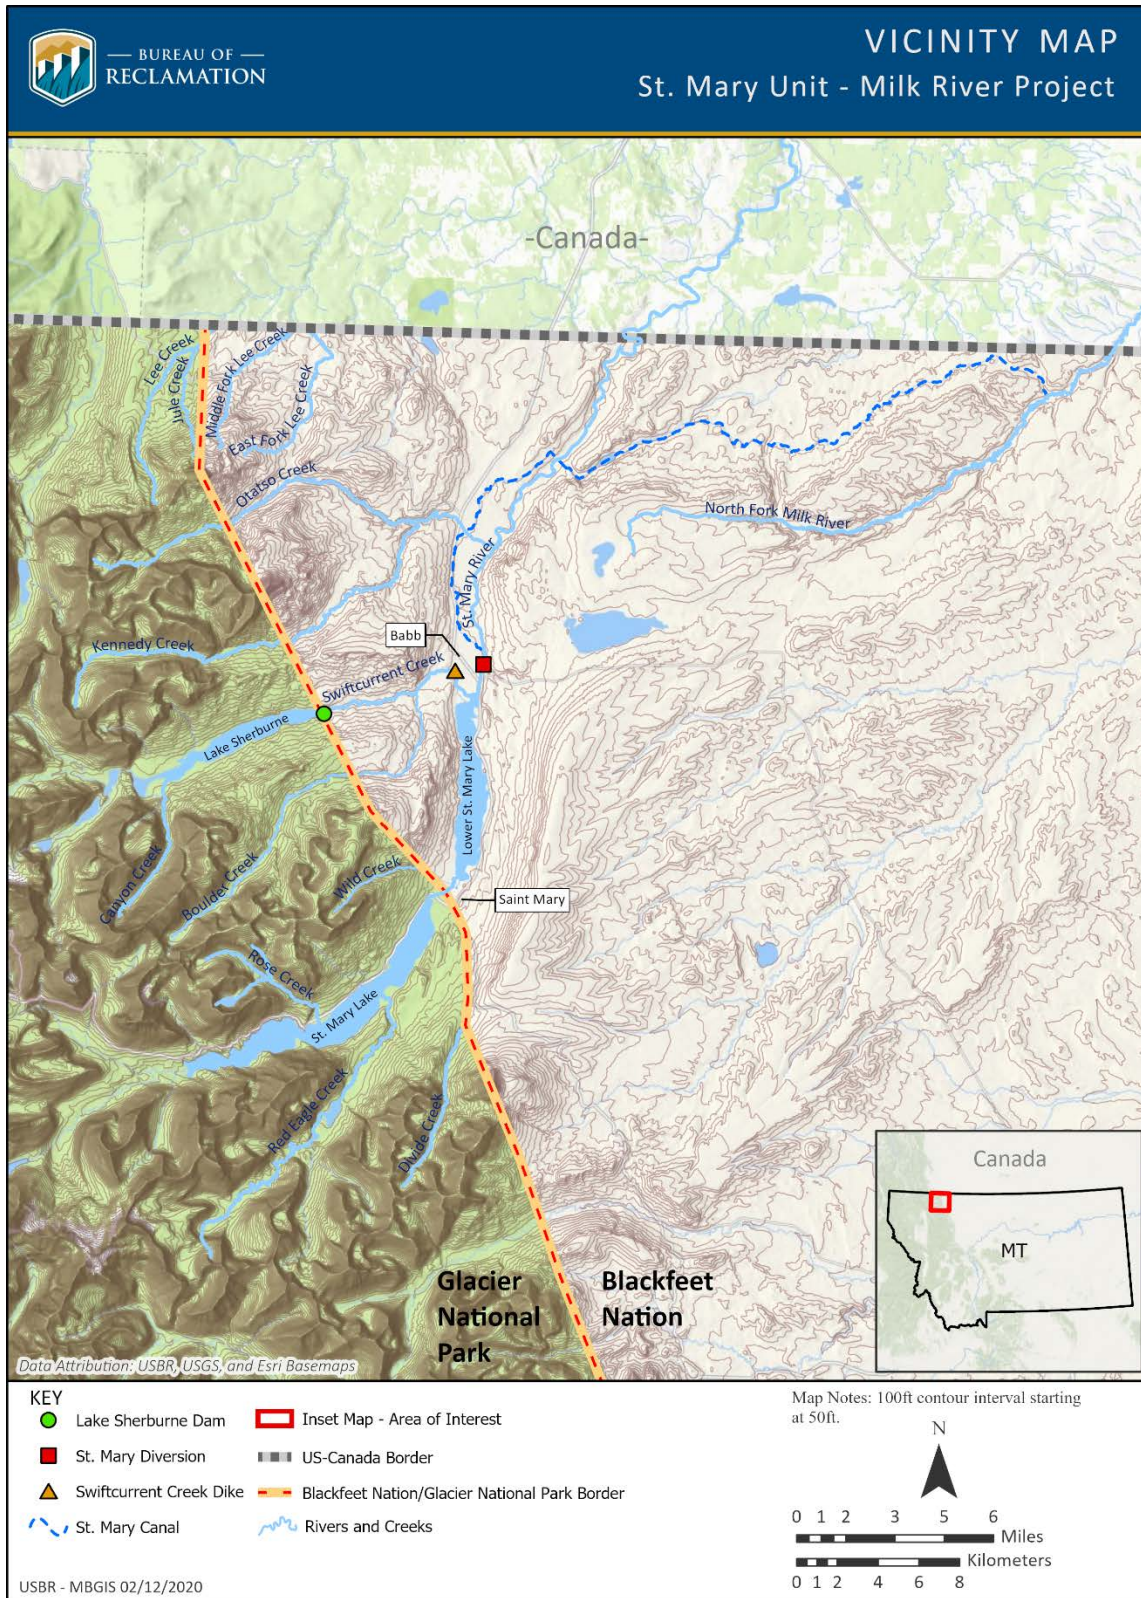 BUREAU OF
RECLAMATION
VICINITY MAP
St. Mary Unit - Milk River Project
-Canada-
Lee Creek
Jule Creek
Middle Fork Lee Creek
East Fork Lee Creek
Otatso Creek
North Fork Milk River
St. Mary River
Babb
Kennedy Creek
Swiftcurrent Creek
Lake Sherburne
Lower St. Mary Lake
Canyon Creek
Boulder Creek
Wild Creek
Saint Mary
Rose Creek
St. Mary Lake
Red Eagle Creek
Divide Creek
Canada
MT
Glacier
National
Park
Blackfeet
Nation
Data Attribution: USBR, USGS, and Esri Basemaps
KEY
Lake Sherburne Dam
St. Mary Diversion
Swiftcurrent Creek Dike
St. Mary Canal
Inset Map - Area of Interest
US-Canada Border
Blackfeet Nation/Glacier National Park Border
Rivers and Creeks
Map Notes: 100ft contour interval starting
at 50ft.
N
0 1 2 3 5 6
Miles
Kilometers
0 1 2 4 6 8
USBR - MBGIS 02/12/2020